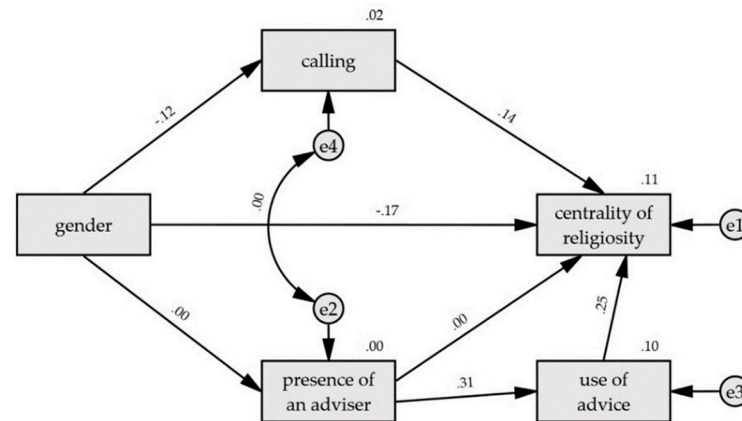 .02
calling
-.12
.14
e4
.00
.11
gender
-.17
centrality of
religiosity
e1
.00
e2
.00
.00
.25
.10
presence of
an adviser
.31
use of
advice
e3